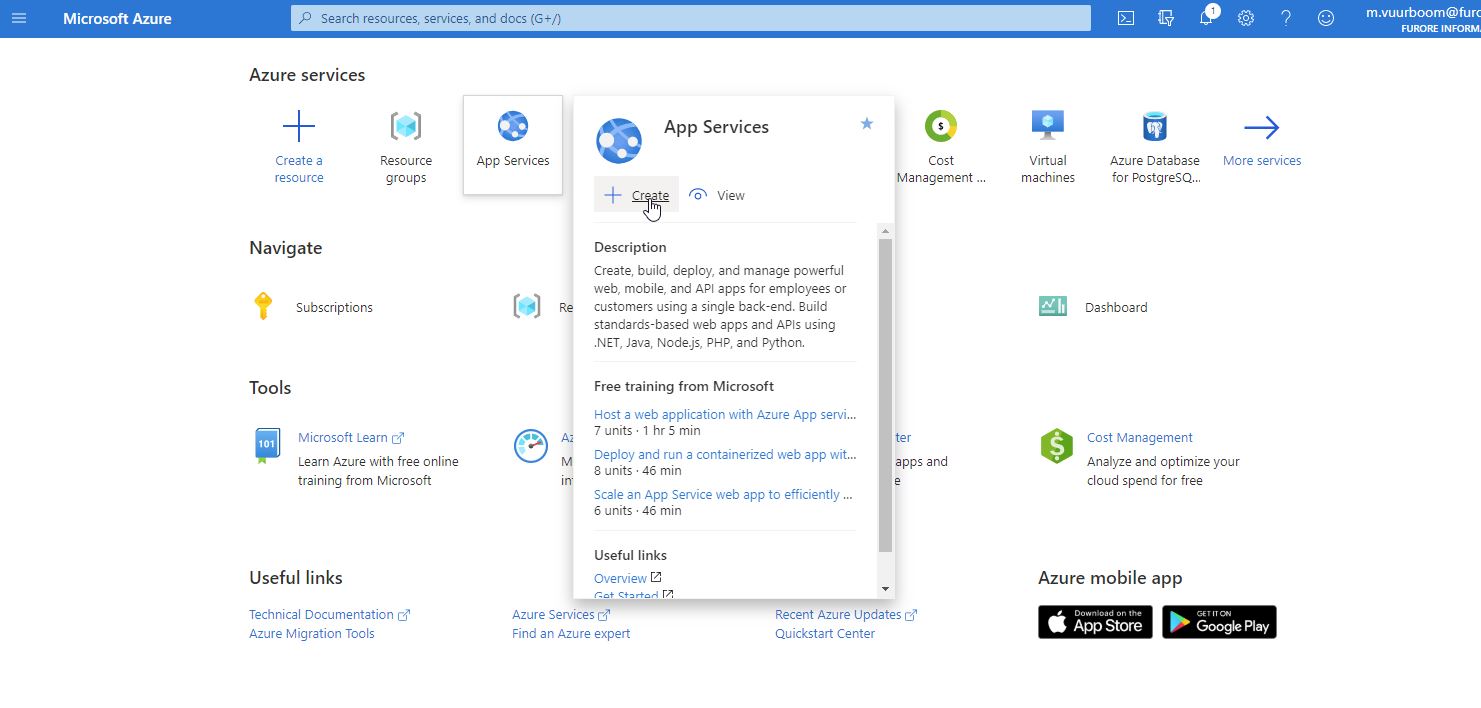 Microsoft Azure
Search resources, services, and docs (G+/)
1
m.vuurboom@furo
FURORE INFORMA
Azure services
Create a
resource
Resource
groups
App Services
Cost
Management ...
Virtual
machines
Azure Database
for PostgreSQ...
More services
App Services
Create
View
Description
Create, build, deploy, and manage powerful
web, mobile, and API apps for employees or
customers using a single back-end. Build
standards-based web apps and APIs using
.NET, Java, Node.js, PHP, and Python.
Free training from Microsoft
Host a web application with Azure App servi...
7 units · 1 hr 5 min
Deploy and run a containerized web app wit...
8 units · 46 min
Scale an App Service web app to efficiently ...
6 units · 46 min
Useful links
Overview
Get Started
Navigate
Subscriptions
Re
Dashboard
Tools
101
Microsoft Learn
Learn Azure with free online
training from Microsoft
Az
M
in
ter
apps and
e
Cost Management
Analyze and optimize your
cloud spend for free
Useful links
Technical Documentation
Azure Migration Tools
Azure Services
Find an Azure expert
Recent Azure Updates
Quickstart Center
Azure mobile app
Download on the
App Store
GET IT ON
Google Play